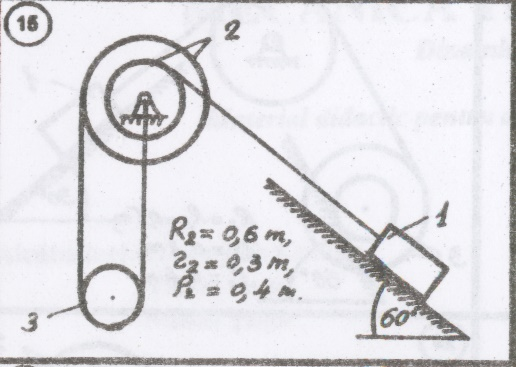 15
2
1
R₂ = 0,6 m,
r₂ = 0,3 m,
ρ₂ = 0,4 m.
60°
3